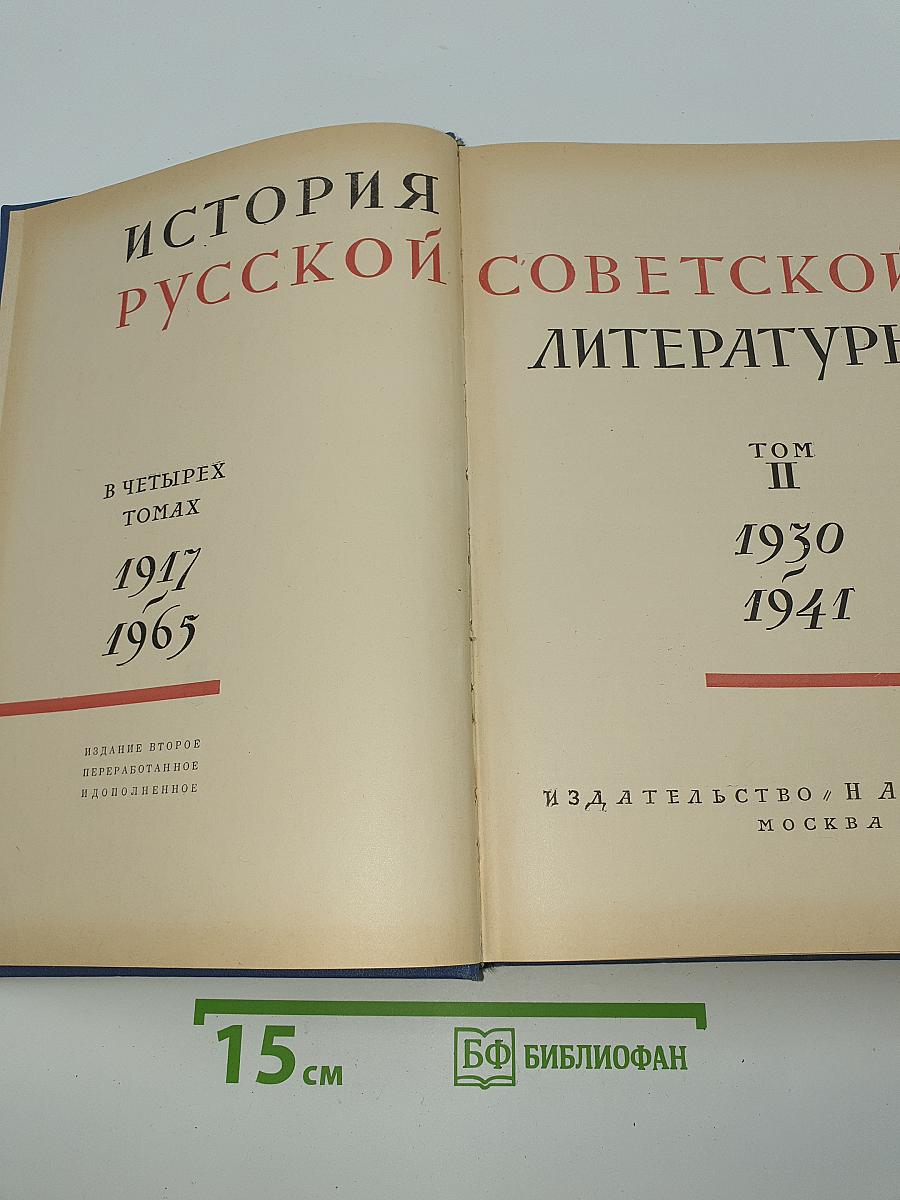 ИСТОРИЯ
РУССКОЙ
В ЧЕТЫРЕХ
ТОМАХ
1917
–
1965
ИЗДАНИЕ ВТОРОЕ
ПЕРЕРАБОТАННОЕ
И ДОПОЛНЕННОЕ
СОВЕТСКОЙ
ЛИТЕРАТУРЫ
ТОМ
II
1930
–
1941
ИЗДАТЕЛЬСТВО «НА
МОСКВА
15 см
БФ БИБЛИОФАН